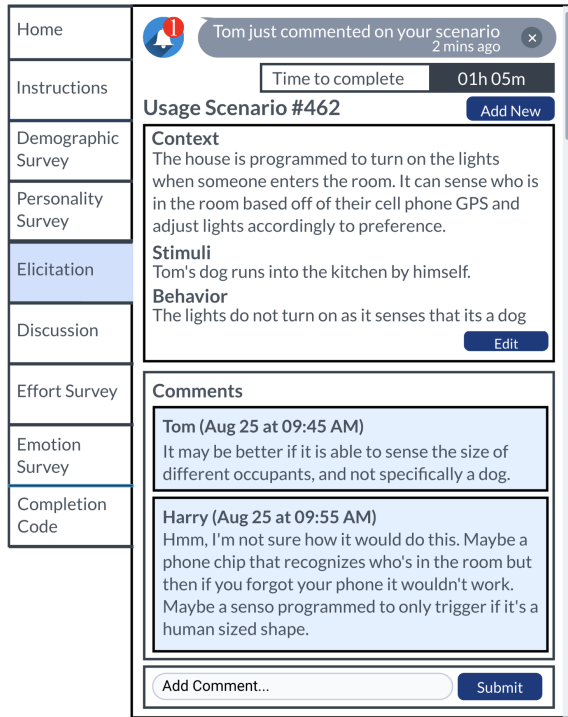 Home
Instructions
Demographic
Survey
Personality
Survey
Elicitation
Discussion
Effort Survey
Emotion
Survey
Completion
Code
1
Tom just commented on your scenario
2 mins ago
×
Time to complete
01h 05m
Usage Scenario #462
Add New
Context
The house is programmed to turn on the lights
when someone enters the room. It can sense who is
in the room based off of their cell phone GPS and
adjust lights accordingly to preference.
Stimuli
Tom's dog runs into the kitchen by himself.
Behavior
The lights do not turn on as it senses that its a dog
Edit
Comments
Tom (Aug 25 at 09:45 AM)
It may be better if it is able to sense the size of
different occupants, and not specifically a dog.
Harry (Aug 25 at 09:55 AM)
Hmm, I'm not sure how it would do this. Maybe a
phone chip that recognizes who's in the room but
then if you forgot your phone it wouldn't work.
Maybe a senso programmed to only trigger if it's a
human sized shape.
Add Comment...
Submit